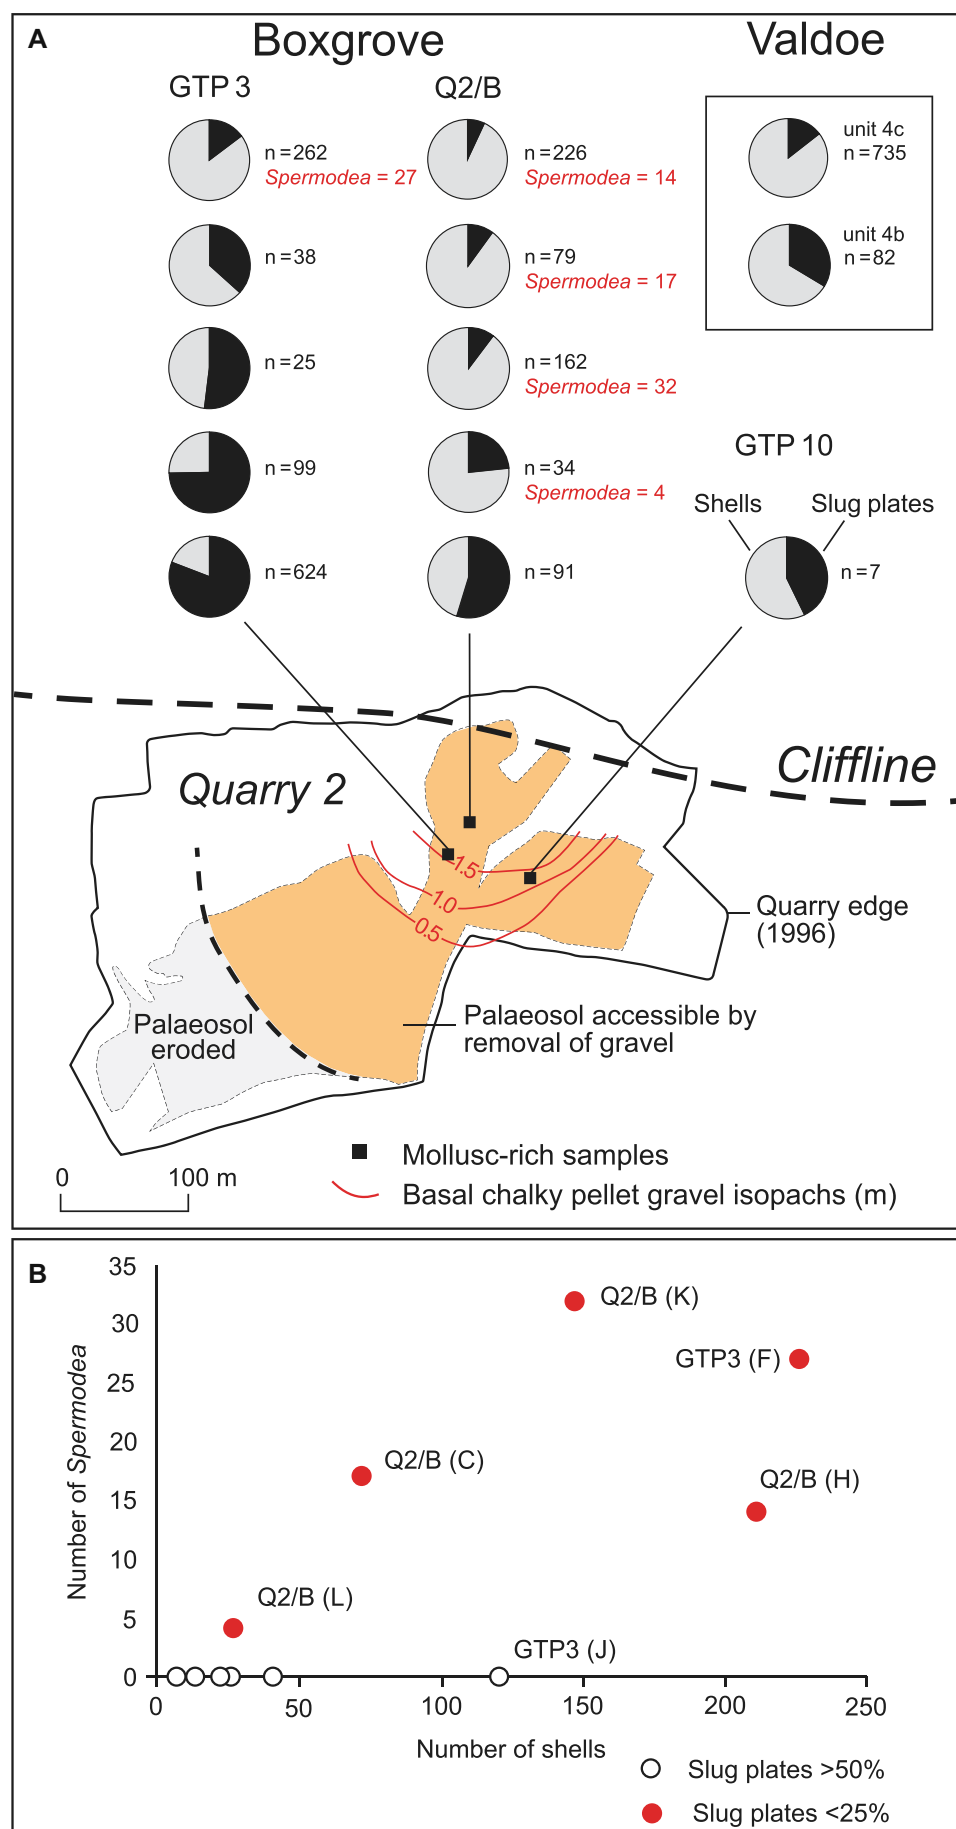 A
Boxgrove
Valdoe
GTP 3
Q2/B
n=262
Spermodea = 27
n=226
Spermodea = 14
unit 4c
n=735
n=38
n=79
Spermodea = 17
unit 4b
n=82
n=25
n=162
Spermodea = 32
n=99
n=34
Spermodea = 4
GTP 10
Shells
Slug plates
n=624
n=91
n=7
Quarry 2
Cliffline
1.5
1.0
0.5
Quarry edge
(1996)
Palaeosol
eroded
Palaeosol accessible by
removal of gravel
Mollusc-rich samples
Basal chalky pellet gravel isopachs (m)
0
100 m
B
35
30
25
20
15
10
5
0
Number of Spermodea
Q2/B (K)
GTP3 (F)
Q2/B (C)
Q2/B (H)
Q2/B (L)
GTP3 (J)
0
50
100
150
200
250
Number of shells
Slug plates >50%
Slug plates <25%